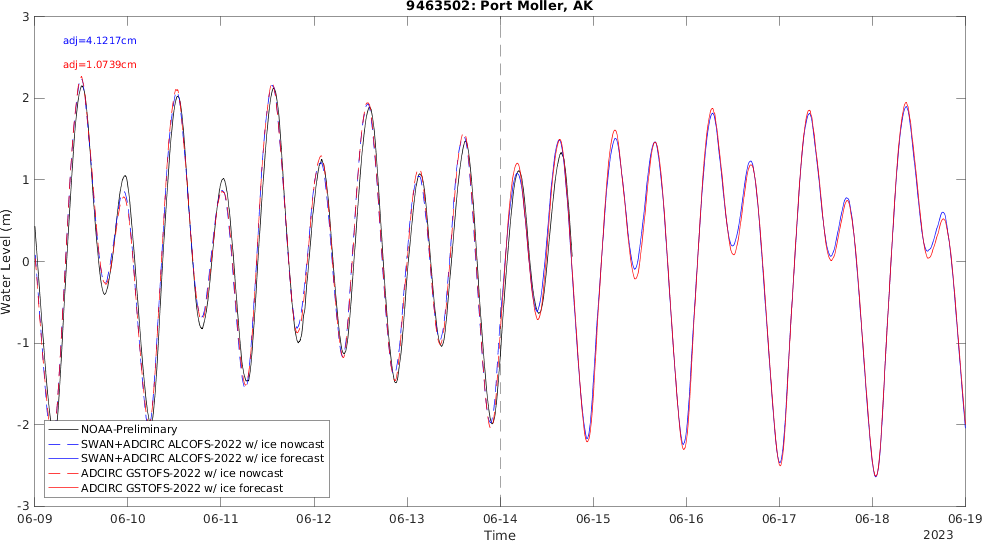 9463502: Port Moller, AK
adj=4.1217cm
adj=1.0739cm
3
2
1
0
-1
-2
-3
Water Level (m)
NOAA-Preliminary
SWAN+ADCIRC ALCOFS-2022 w/ ice nowcast
SWAN+ADCIRC ALCOFS-2022 w/ ice forecast
ADCIRC GSTOFS-2022 w/ ice nowcast
ADCIRC GSTOFS-2022 w/ ice forecast
06-09 06-10 06-11 06-12 06-13 06-14 06-15 06-16 06-17 06-18 06-19
Time
2023